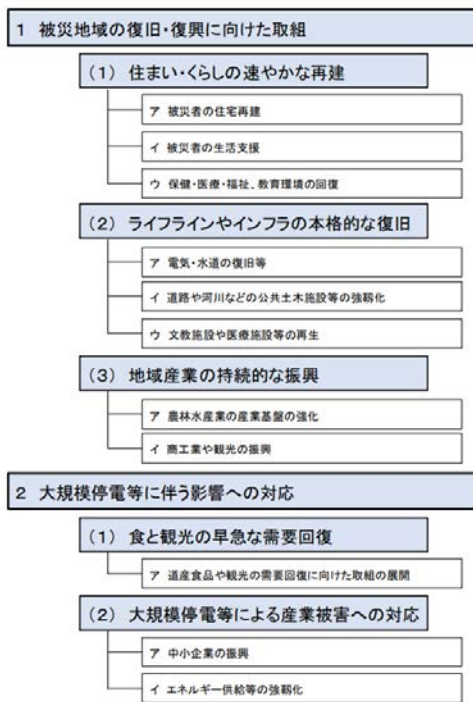 1 被災地域の復旧・復興に向けた取組
(1) 住まい・くらしの速やかな再建
ア 被災者の住宅再建
イ 被災者の生活支援
ウ 保健・医療・福祉、教育環境の回復
(2) ライフラインやインフラの本格的な復旧
ア 電気・水道の復旧等
イ 道路や河川などの公共土木施設等の強靱化
ウ 文教施設や医療施設等の再生
(3) 地域産業の持続的な振興
ア 農林水産業の産業基盤の強化
イ 商工業や観光の振興
2 大規模停電等に伴う影響への対応
(1) 食と観光の早急な需要回復
ア 道産食品や観光の需要回復に向けた取組の展開
(2) 大規模停電等による産業被害への対応
ア 中小企業の振興
イ エネルギー供給等の強靱化